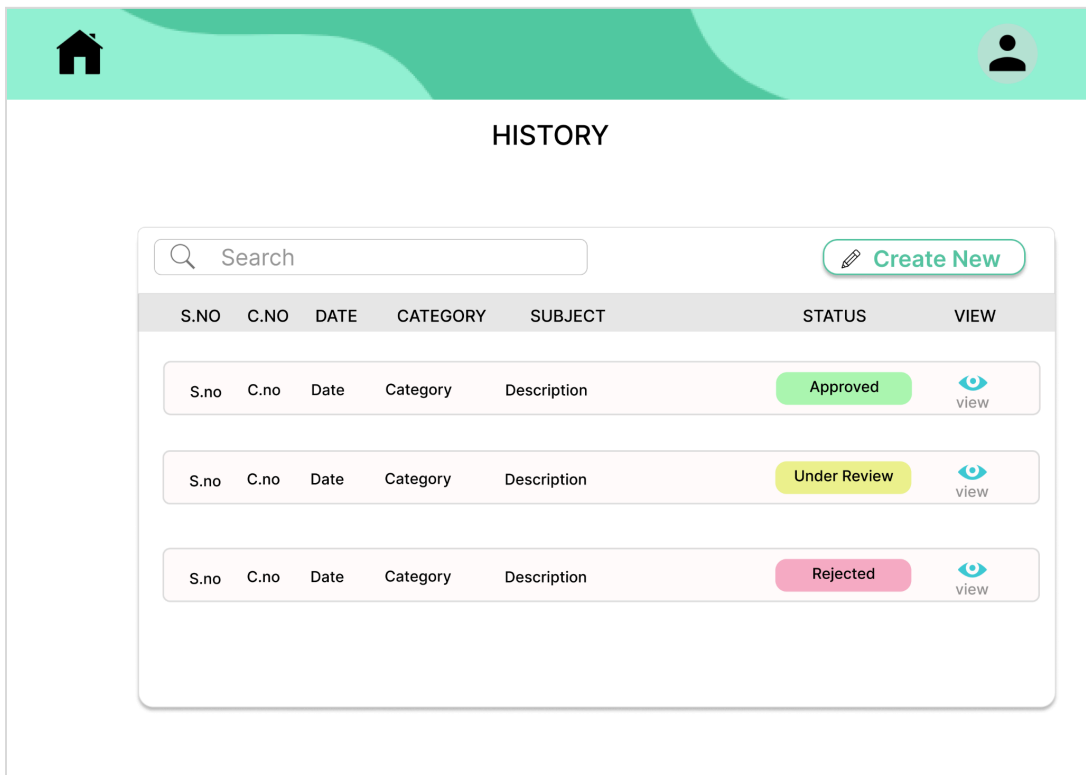 HISTORY
Search
Create New
S.NO C.NO DATE CATEGORY SUBJECT STATUS VIEW
S.no C.no Date Category Description Approved view
S.no C.no Date Category Description Under Review view
S.no C.no Date Category Description Rejected view